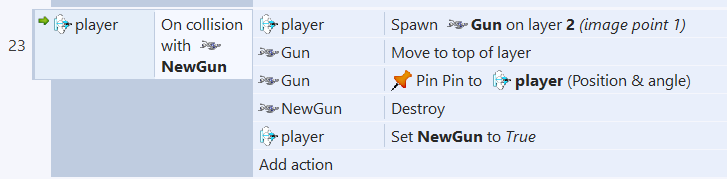 player On collision player Spawn Gun on layer 2 (image point 1)
23 with Gun Move to top of layer
NewGun Gun Pin Pin to player (Position & angle)
NewGun Destroy
player Set NewGun to True
Add action